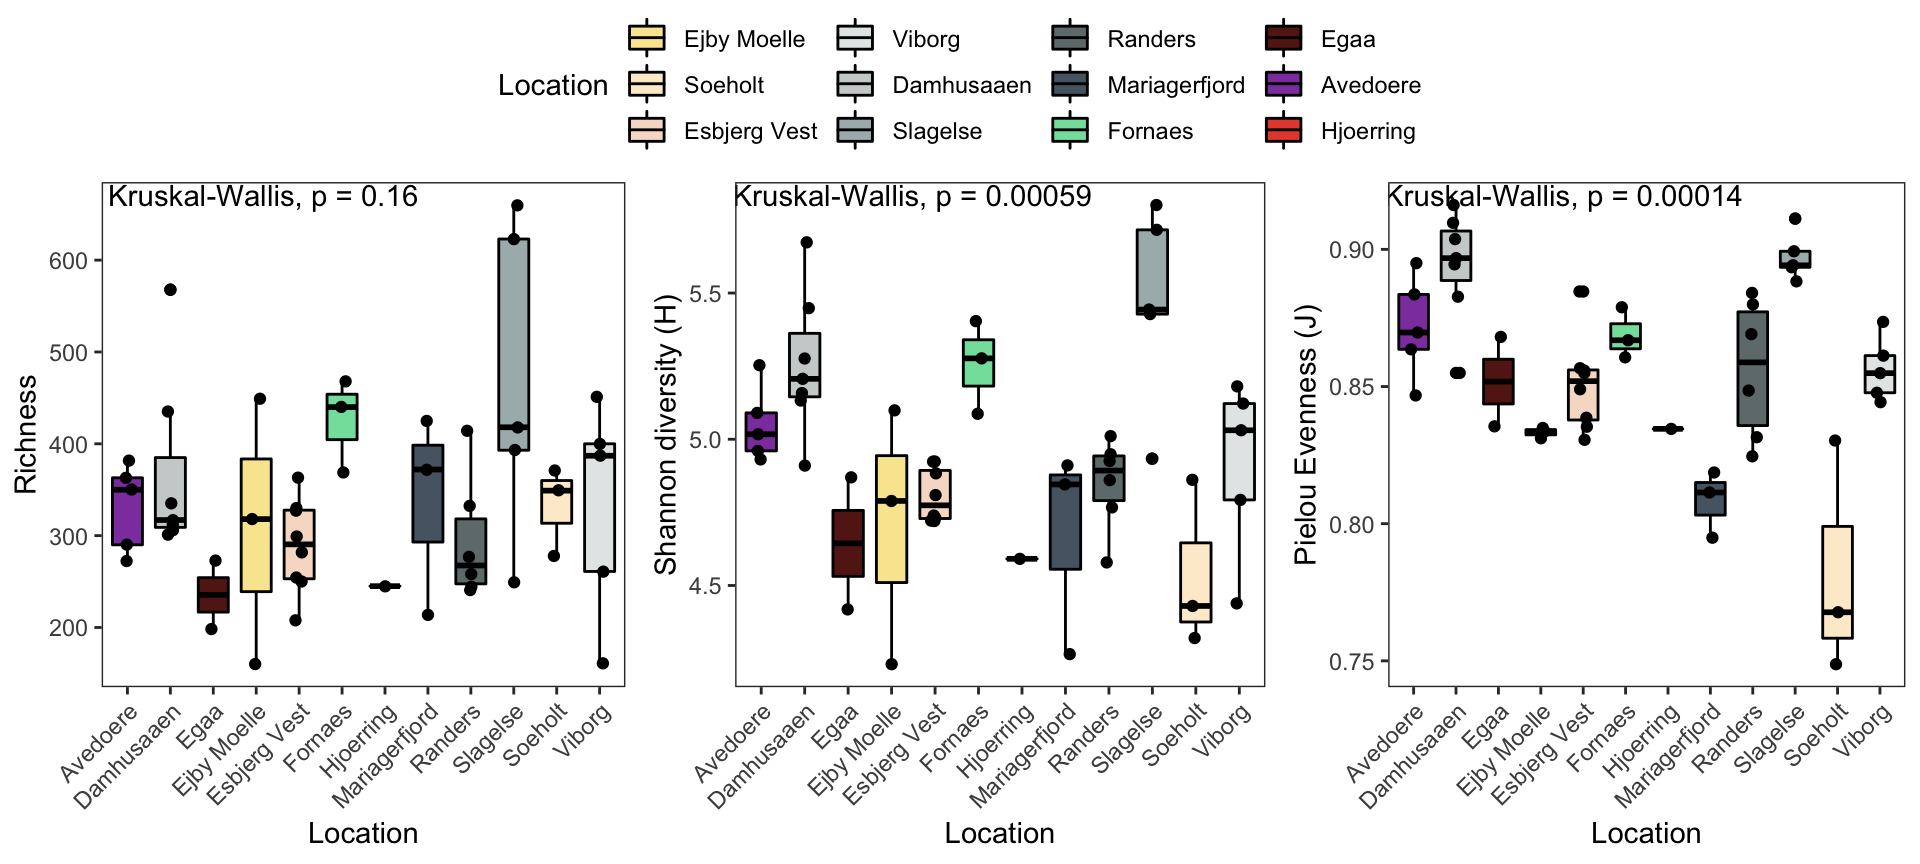 Location
Ejby Moelle
Viborg
Randers
Egaa
Soeholt
Damhusaaen
Mariagerfjord
Avedoere
Esbjerg Vest
Slagelse
Fornaes
Hjoerring
Kruskal-Wallis, p = 0.16
Richness
600
500
400
300
200
Avedoere
Damhusaaen
Egaa
Ejby Moelle
Esbjerg Vest
Fornaes
Hjoerring
Mariagerfjord
Randers
Slagelse
Soeholt
Viborg
Location
Kruskal-Wallis, p = 0.00059
Shannon diversity (H)
5.5
5.0
4.5
Avedoere
Damhusaaen
Egaa
Ejby Moelle
Esbjerg Vest
Fornaes
Hjoerring
Mariagerfjord
Randers
Slagelse
Soeholt
Viborg
Location
Kruskal-Wallis, p = 0.00014
Pielou Evenness (J)
0.90
0.85
0.80
0.75
Avedoere
Damhusaaen
Egaa
Ejby Moelle
Esbjerg Vest
Fornaes
Hjoerring
Mariagerfjord
Randers
Slagelse
Soeholt
Viborg
Location